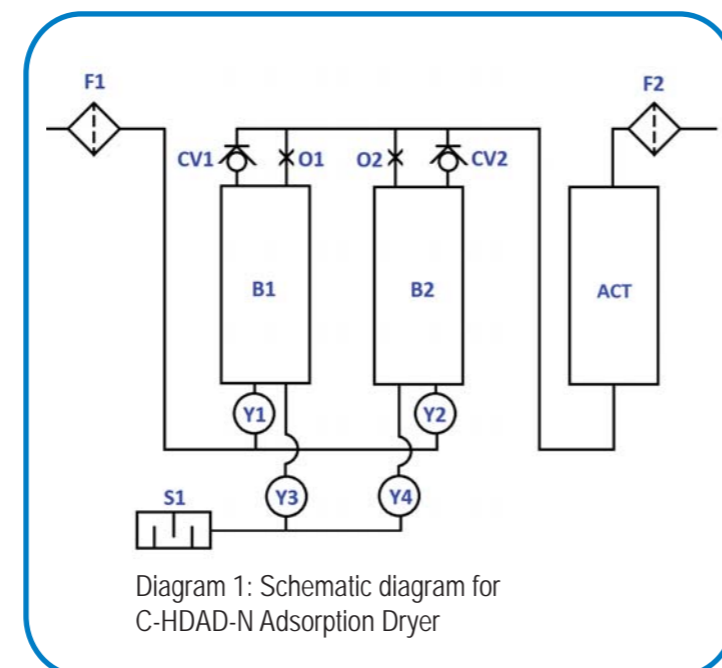 F1
F2
CV1
O1
O2
CV2
B1
B2
ACT
Y1
Y2
S1
Y3
Y4
Diagram 1: Schematic diagram for
C-HDAD-N Adsorption Dryer